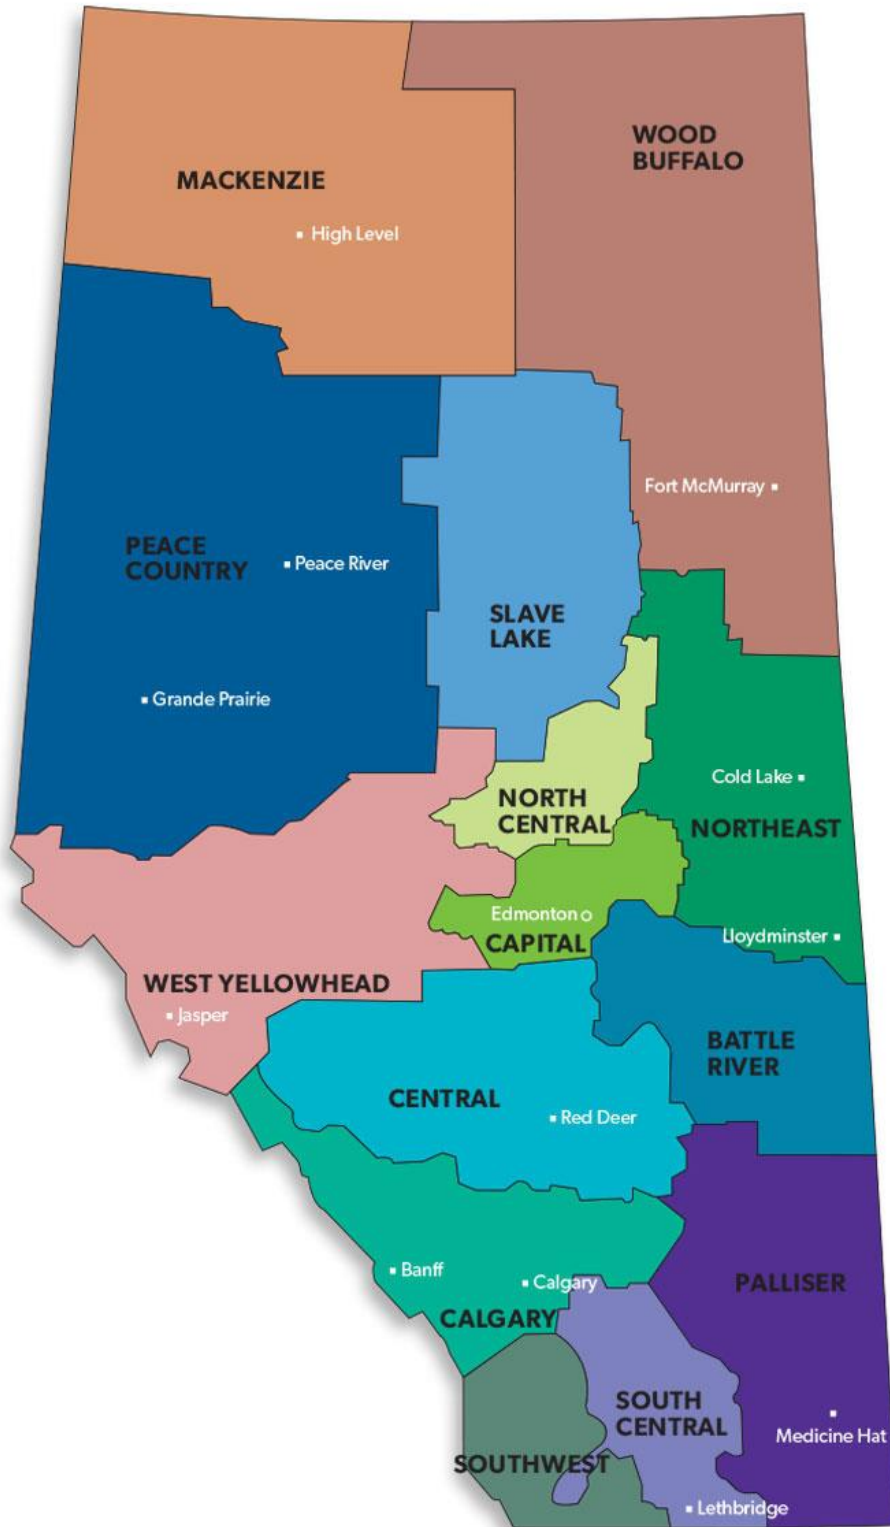 WOOD
BUFFALO
MACKENZIE
High Level
Fort McMurray
PEACE
COUNTRY
Peace River
SLAVE
LAKE
Grande Prairie
Cold Lake
NORTH
CENTRAL
NORTHEAST
Edmonton
CAPITAL
Lloydminster
WEST YELLOWHEAD
Jasper
BATTLE
RIVER
CENTRAL
Red Deer
Banff
Calgary
PALLISER
CALGARY
SOUTH
CENTRAL
Medicine Hat
SOUTHWEST
Lethbridge